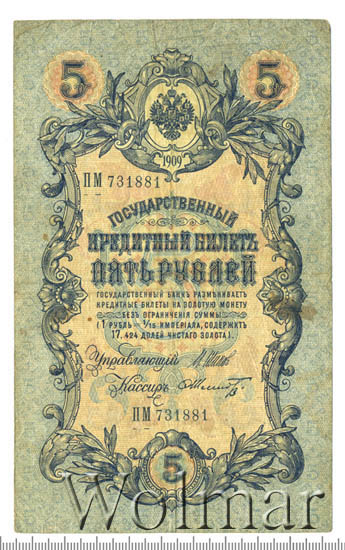 5 5
1909
ПМ 731881
ГОСУДАРСТВЕННЫЙ
КРЕДИТНЫЙ БИЛЕТЪ
ПЯТЬ РУБЛЕЙ
ГОСУДАРСТВЕННЫЙ БАНКЪ РАЗМѢНИВАЕТЪ
КРЕДИТНЫЕ БИЛЕТЫ НА ЗОЛОТУЮ МОНЕТУ
БЕЗЪ ОГРАНИЧЕНІЯ СУММЫ
(1 РУБЛЬ = 1/15 ИМПЕРІАЛА, СОДЕРЖИТЪ
17,424 ДОЛЕЙ ЧИСТАГО ЗОЛОТА).
Управляющій
Кассиръ
ПМ 731881
5
Wolmar